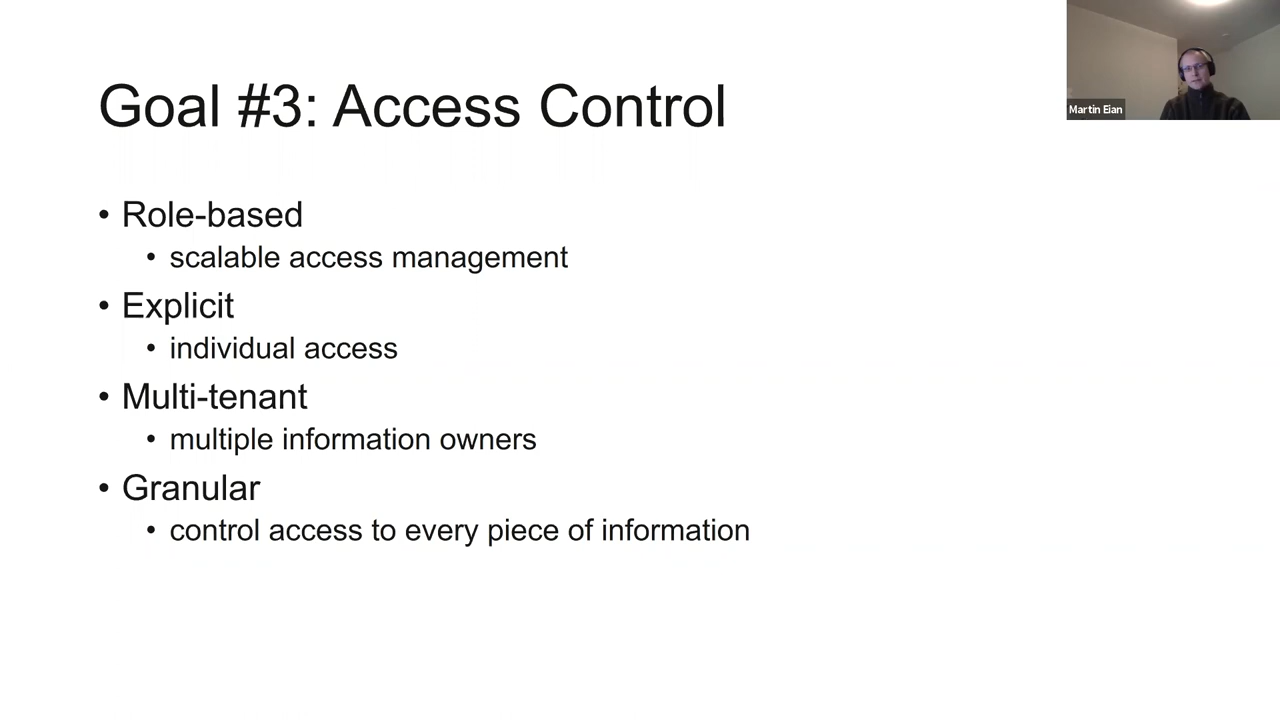 Goal #3: Access Control
Martin Eian
• Role-based
• scalable access management
• Explicit
• individual access
• Multi-tenant
• multiple information owners
• Granular
• control access to every piece of information